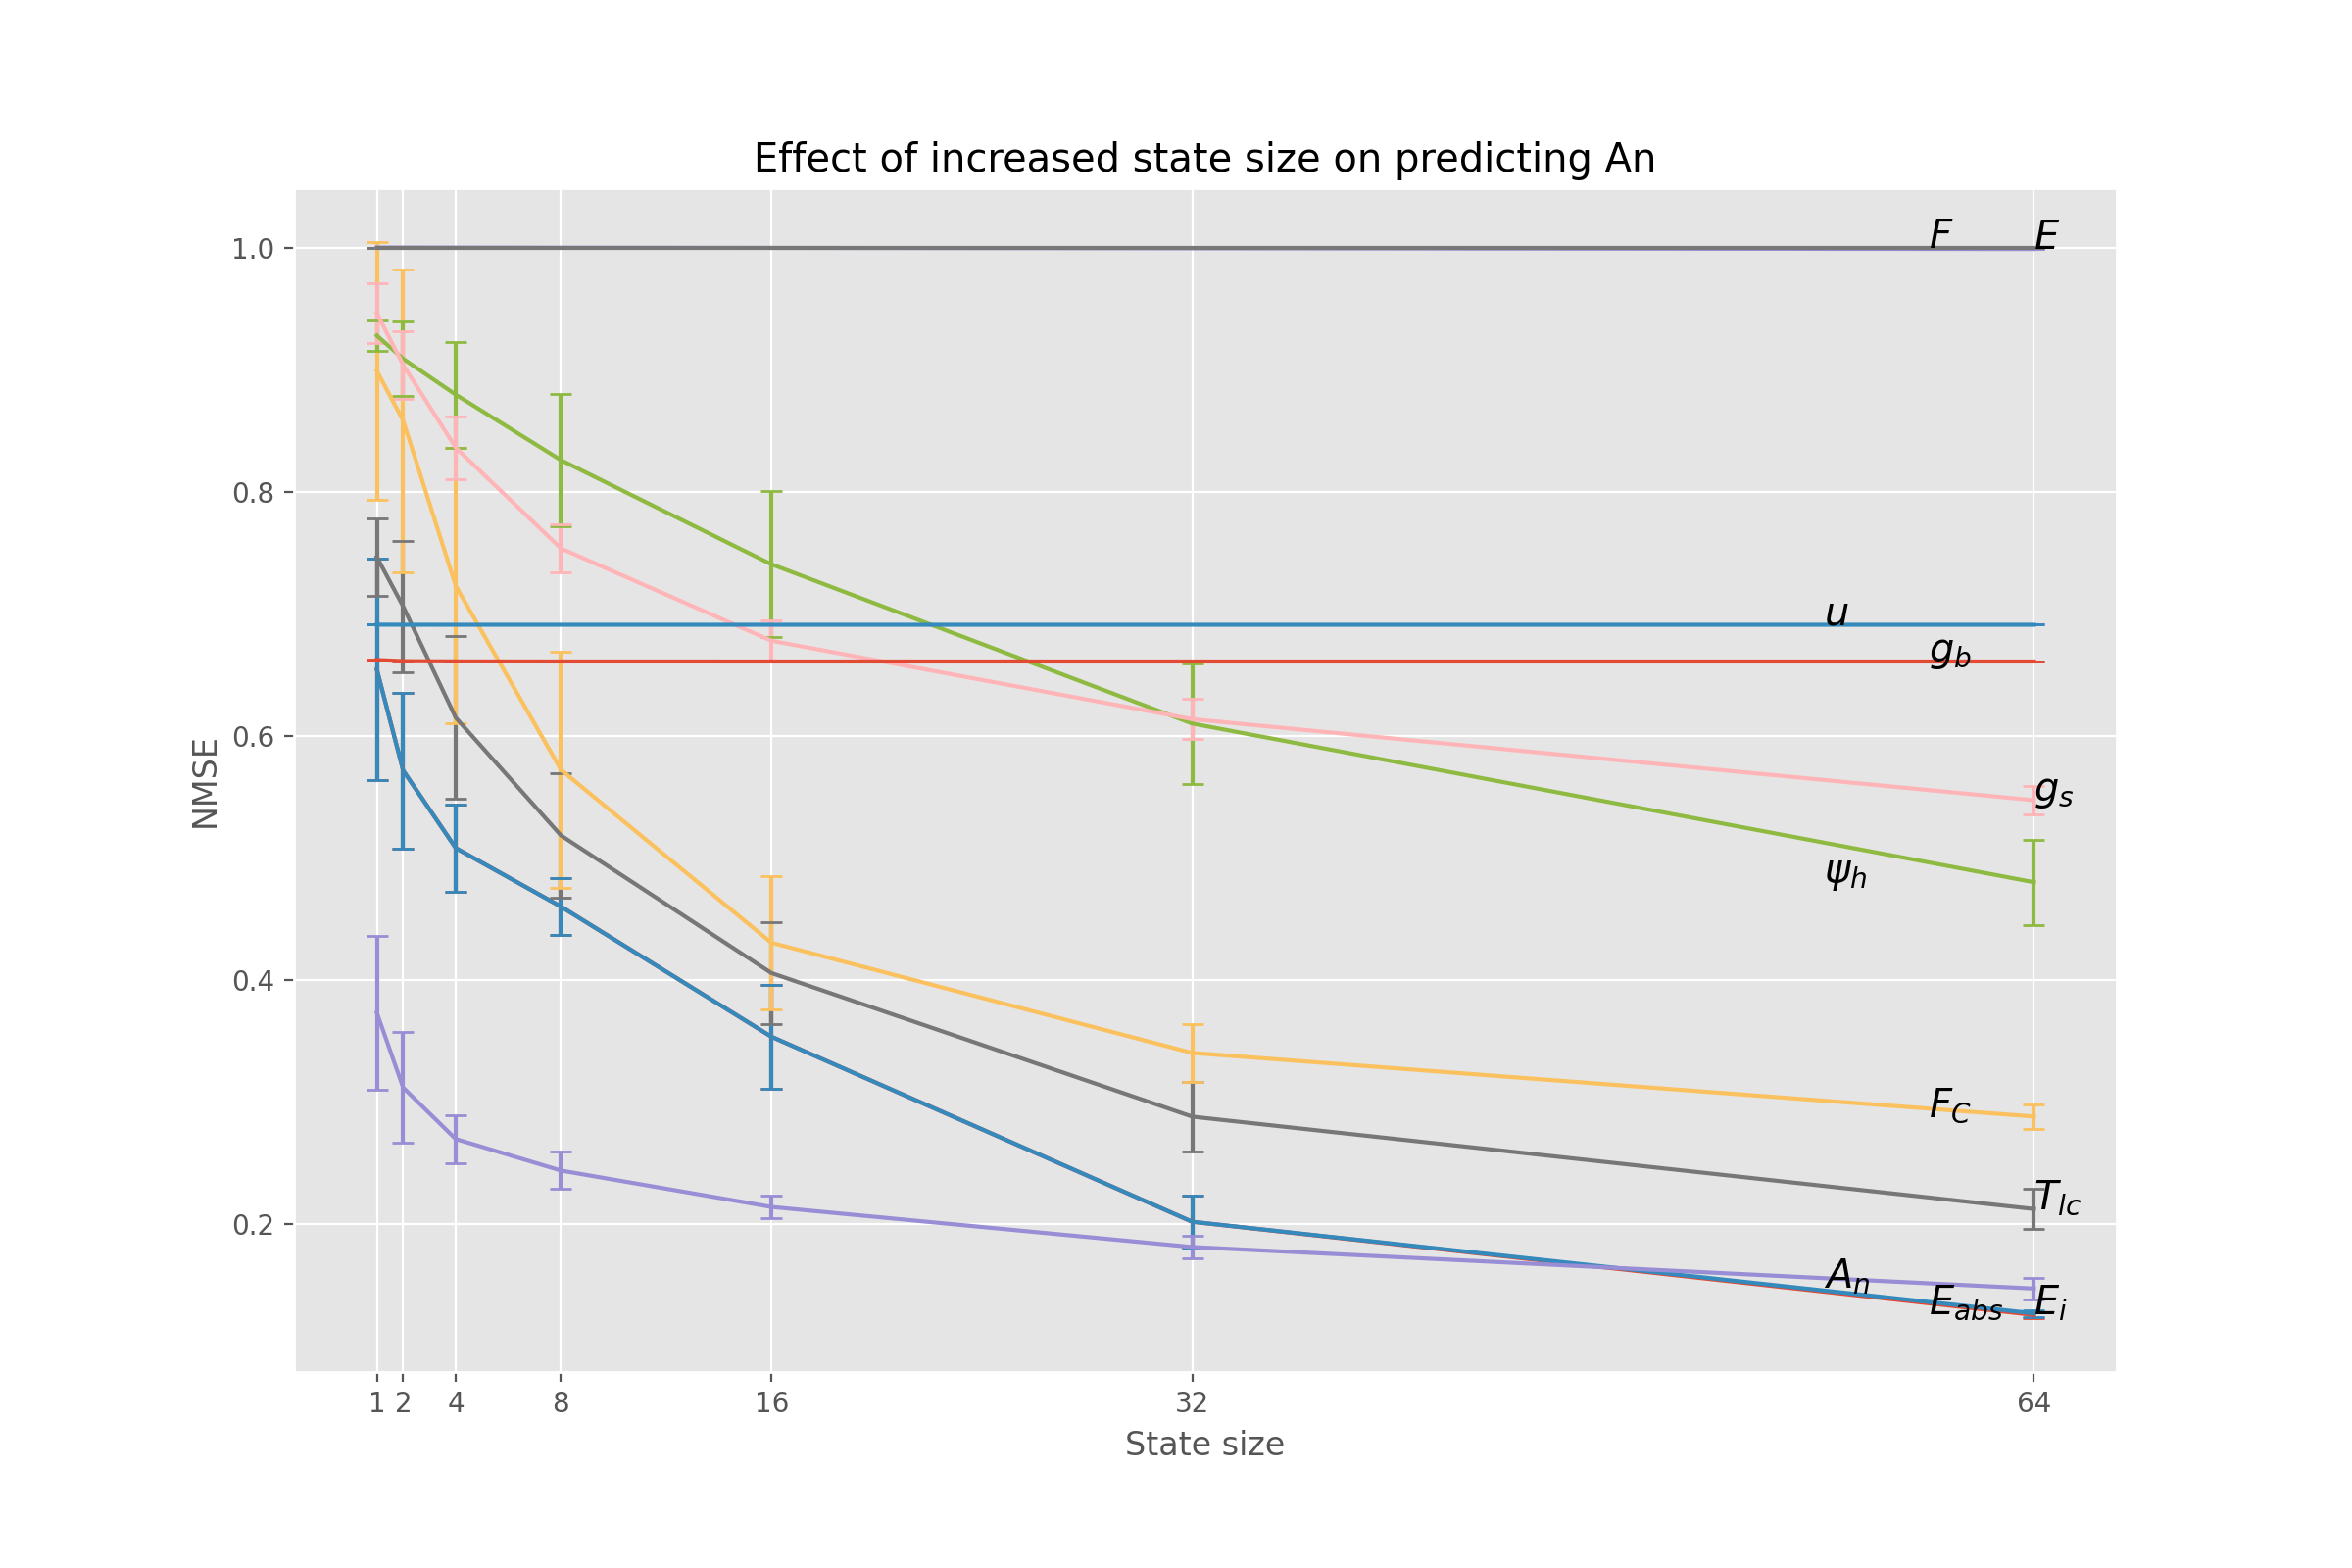 Effect of increased state size on predicting An
F E
1.0
0.8
u
g_b
NMSE
0.6
g_s
ψ_h
0.4
F_C
T_lc
0.2
A_n
E_abs E_i
1 2 4 8 16 32 64
State size